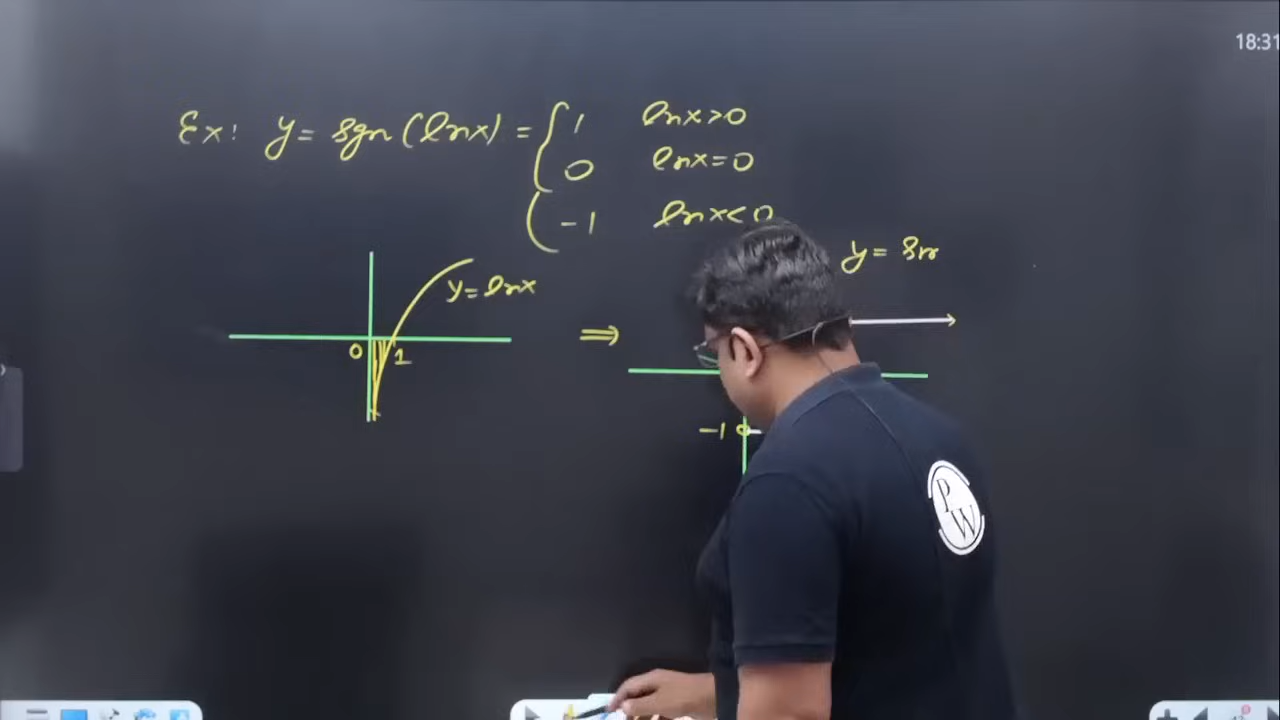 18:31
Ex: y = sgn (lnx) = { 1 lnx>0
0 lnx=0
-1 lnx<0
y = sn
y = lnx
⇒
0 1
-1
PW